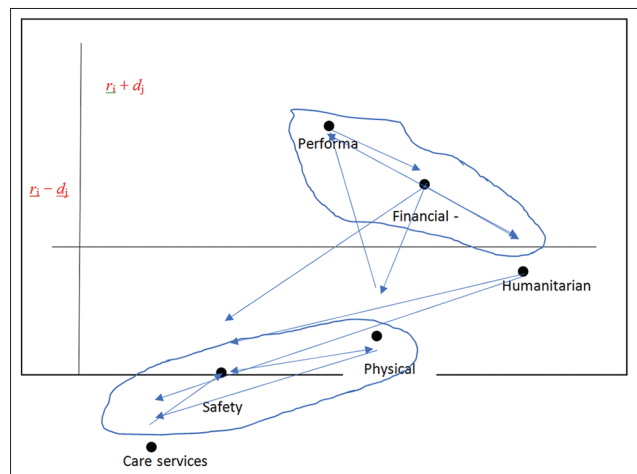 ri + dj
Performa
ri − dj
Financial -
Humanitarian
Physical
Safety
Care services